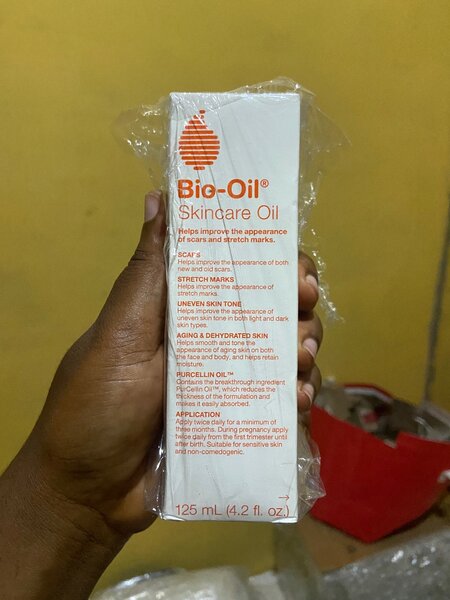 Bio-Oil®
Skincare Oil
Helps improve the appearance
of scars and stretch marks.
SCARS
Helps improve the appearance of both
new and old scars.
STRETCH MARKS
Helps improve the appearance of
stretch marks.
UNEVEN SKIN TONE
Helps improve the appearance of
uneven skin tone in both light and dark
skin types.
AGING & DEHYDRATED SKIN
Helps smooth and tone the
appearance of aging skin on both
the face and body, and helps retain
moisture.
PURCELLIN OIL™
Contains the breakthrough ingredient
PurCellin Oil™, which reduces the
thickness of the formulation and
makes it easily absorbed.
APPLICATION
Apply twice daily for a minimum of
three months. During pregnancy apply
twice daily from the first trimester until
after birth. Suitable for sensitive skin
and non-comedogenic.
→
125 mL (4.2 fl. oz.)